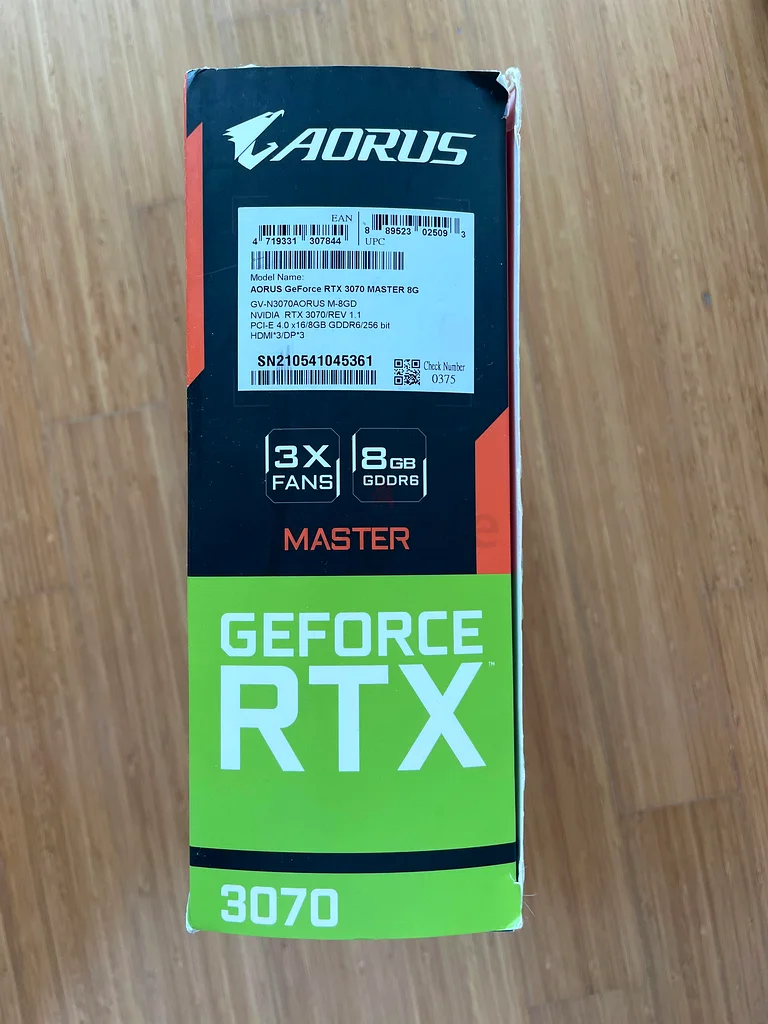 AORUS
EAN
4 719331 307844
8 89523 02509 3
UPC
Model Name:
AORUS GeForce RTX 3070 MASTER 8G
GV-N3070AORUS M-8GD
NVIDIA RTX 3070/REV 1.1
PCI-E 4.0 x16/8GB GDDR6/256 bit
HDMI*3/DP*3
SN210541045361
Check Number
0375
3X
FANS
8GB
GDDR6
MASTER
GEFORCE
RTX™
3070